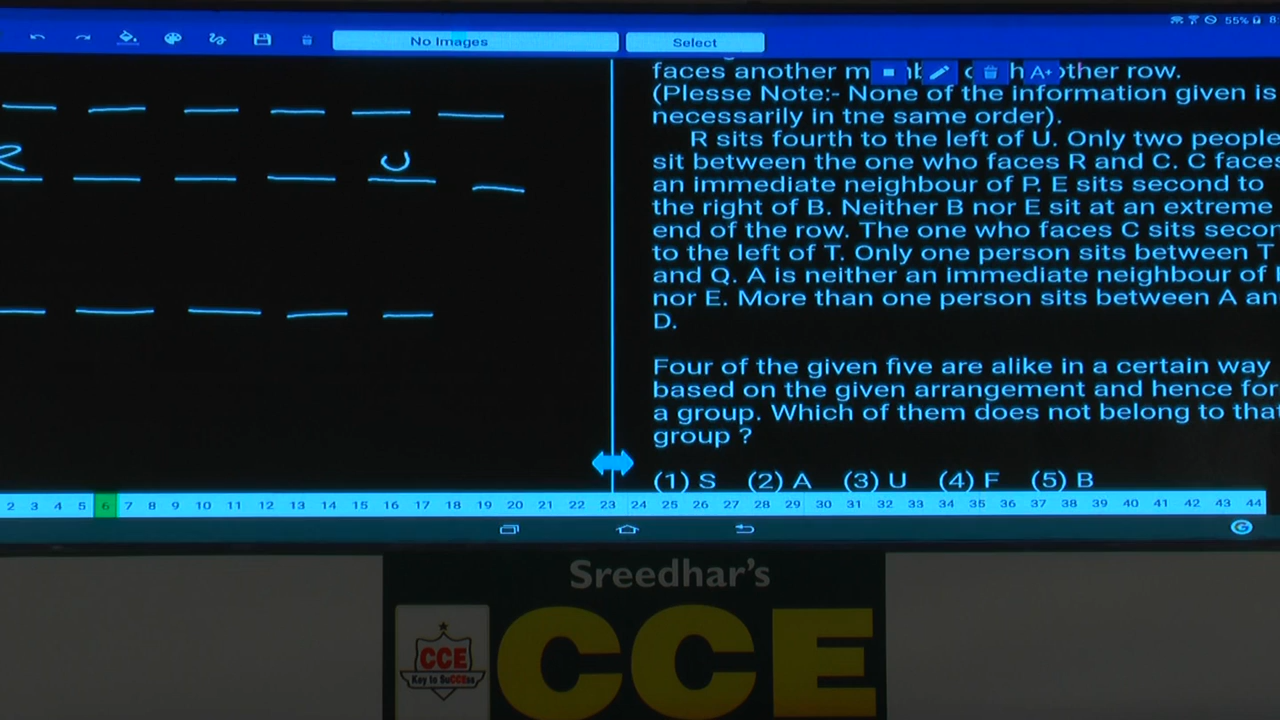 55%
No Images
Select
faces another other row.
A+
(Plesse Note:- None of the information given is
necessarily in the same order).
R sits fourth to the left of U. Only two people
sit between the one who faces R and C. C faces
an immediate neighbour of P. E sits second to
the right of B. Neither B nor E sit at an extreme
end of the row. The one who faces C sits secon
to the left of T. Only one person sits between T
and Q. A is neither an immediate neighbour of
nor E. More than one person sits between A an
D.
R U
Four of the given five are alike in a certain way
based on the given arrangement and hence for
a group. Which of them does not belong to that
group ?
(1) S (2) A (3) U (4) F (5) B
2 3 4 5 6 7 8 9 10 11 12 13 14 15 16 17 18 19 20 21 22 23 24 25 26 27 28 29 30 31 32 33 34 35 36 37 38 39 40 41 42 43 44
Sreedhar's
CCE
CCE
Key to SuCCEss